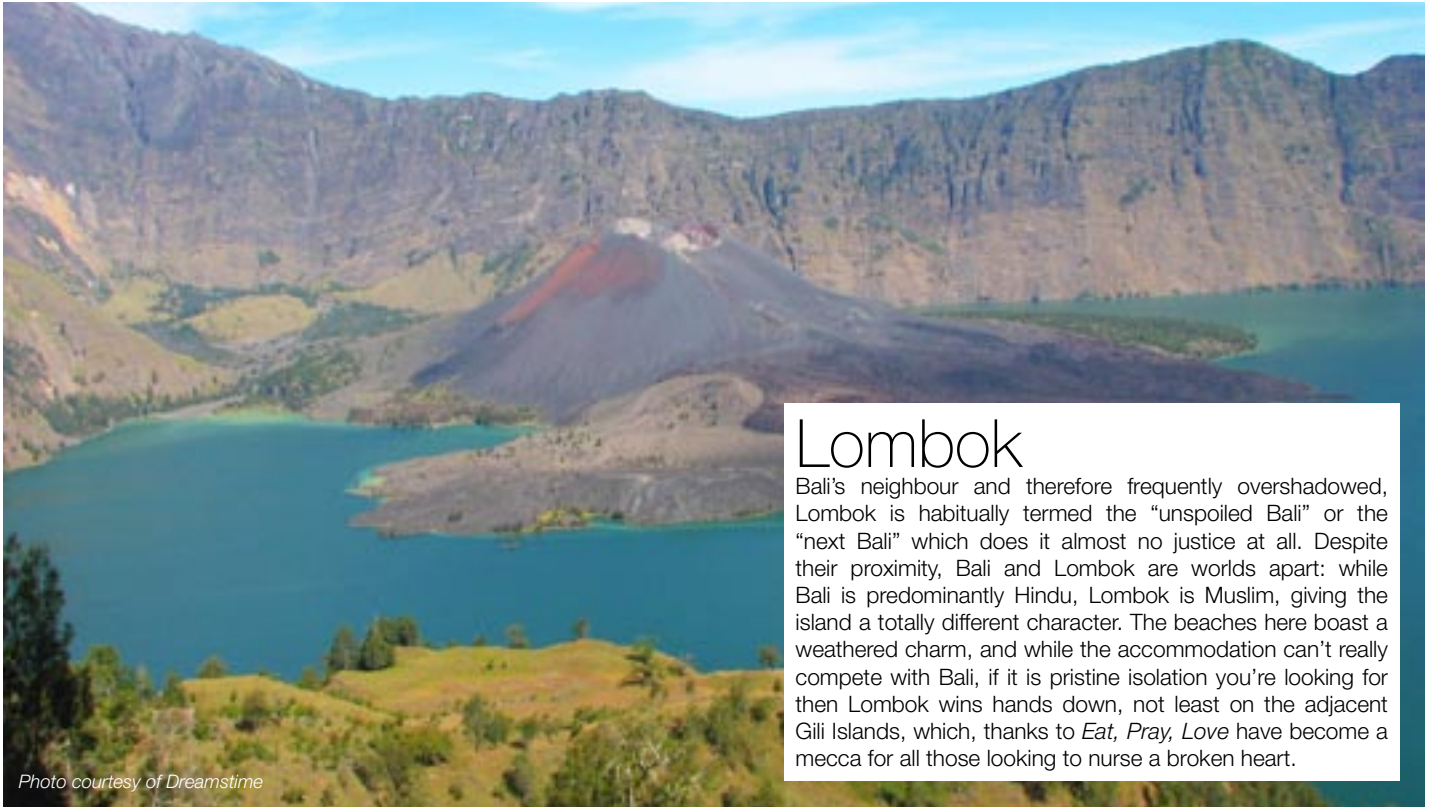 Lombok
Bali’s neighbour and therefore frequently overshadowed,
Lombok is habitually termed the “unspoiled Bali” or the
“next Bali” which does it almost no justice at all. Despite
their proximity, Bali and Lombok are worlds apart: while
Bali is predominantly Hindu, Lombok is Muslim, giving the
island a totally different character. The beaches here boast a
weathered charm, and while the accommodation can’t really
compete with Bali, if it is pristine isolation you’re looking for
then Lombok wins hands down, not least on the adjacent
Gili Islands, which, thanks to Eat, Pray, Love have become a
mecca for all those looking to nurse a broken heart.
Photo courtesy of Dreamstime